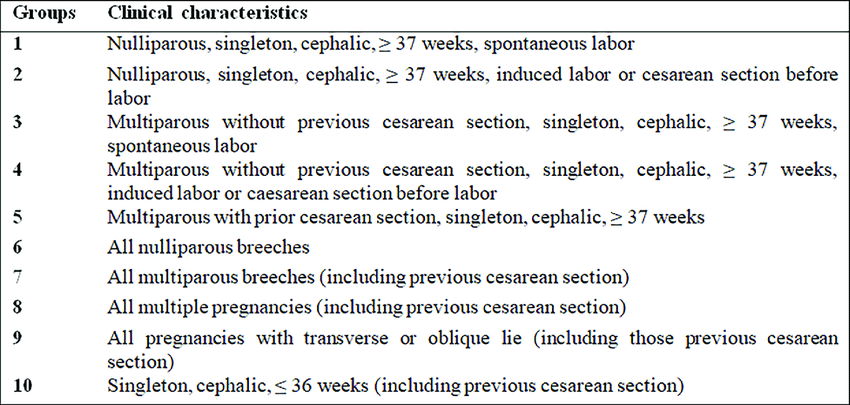 Groups Clinical characteristics
1 Nulliparous, singleton, cephalic, ≥ 37 weeks, spontaneous labor
2 Nulliparous, singleton, cephalic, ≥ 37 weeks, induced labor or cesarean section before
labor
3 Multiparous without previous cesarean section, singleton, cephalic, ≥ 37 weeks,
spontaneous labor
4 Multiparous without previous cesarean section, singleton, cephalic, ≥ 37 weeks,
induced labor or caesarean section before labor
5 Multiparous with prior cesarean section, singleton, cephalic, ≥ 37 weeks
6 All nulliparous breeches
7 All multiparous breeches (including previous cesarean section)
8 All multiple pregnancies (including previous cesarean section)
9 All pregnancies with transverse or oblique lie (including those previous cesarean
section)
10 Singleton, cephalic, ≤ 36 weeks (including previous cesarean section)